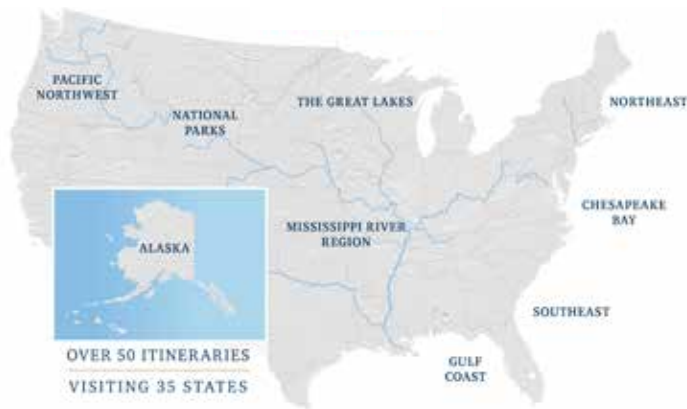 PACIFIC
NORTHWEST
NATIONAL
PARKS
THE GREAT LAKES
NORTHEAST
CHESAPEAKE
BAY
MISSISSIPPI RIVER
REGION
ALASKA
SOUTHEAST
GULF
COAST
OVER 50 ITINERARIES
VISITING 35 STATES